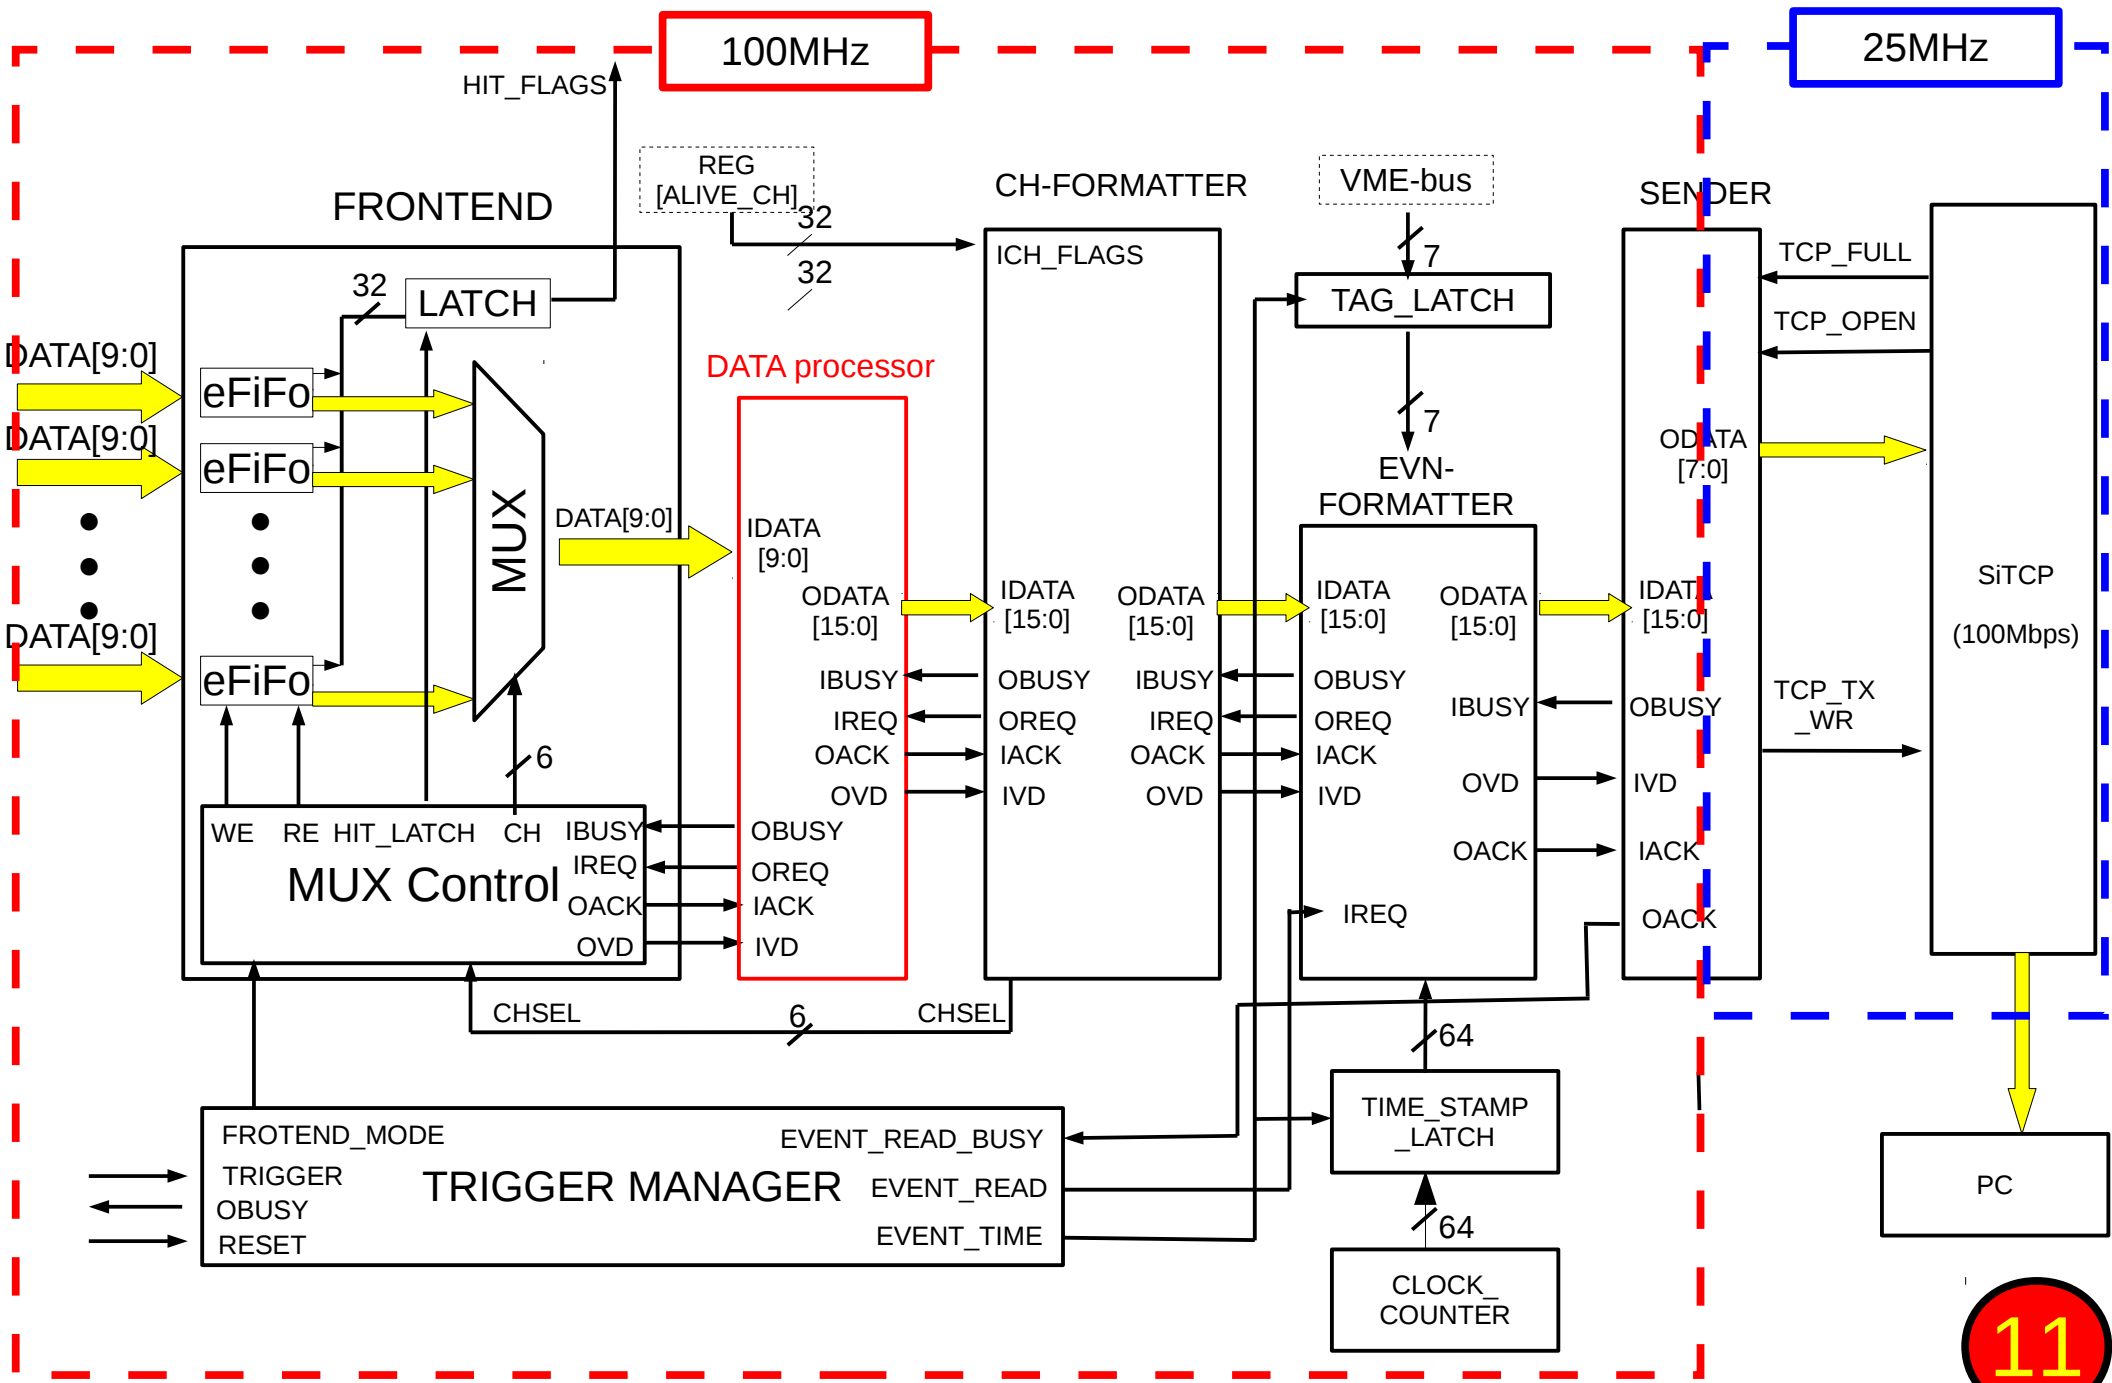 100MHz
25MHz
HIT_FLAGS
REG
[ALIVE_CH]
32
32
FRONTEND
CH-FORMATTER
VME-bus
SENDER
ICH_FLAGS
7
TAG_LATCH
TCP_FULL
TCP_OPEN
32
LATCH
DATA[9:0]
eFiFo
DATA[9:0]
eFiFo
DATA[9:0]
eFiFo
MUX
DATA[9:0]
6
DATA processor
IDATA
[9:0]
ODATA
[15:0]
IBUSY
IREQ
OACK
OVD
OBUSY
OREQ
IACK
IVD
IDATA
[15:0]
OBUSY
OREQ
IACK
IVD
ODATA
[15:0]
IBUSY
IREQ
OACK
OVD
7
EVN-
FORMATTER
IDATA
[15:0]
OBUSY
OREQ
IACK
IVD
IREQ
ODATA
[15:0]
IBUSY
OVD
OACK
ODATA
[7:0]
IDATA
[15:0]
OBUSY
IVD
IACK
OACK
TCP_TX
_WR
SiTCP
(100Mbps)
WE
RE
HIT_LATCH
CH
IBUSY
IREQ
OACK
OVD
MUX Control
CHSEL
6
CHSEL
64
TIME_STAMP
_LATCH
64
CLOCK_
COUNTER
FROTEND_MODE
TRIGGER
OBUSY
RESET
TRIGGER MANAGER
EVENT_READ_BUSY
EVENT_READ
EVENT_TIME
PC
11